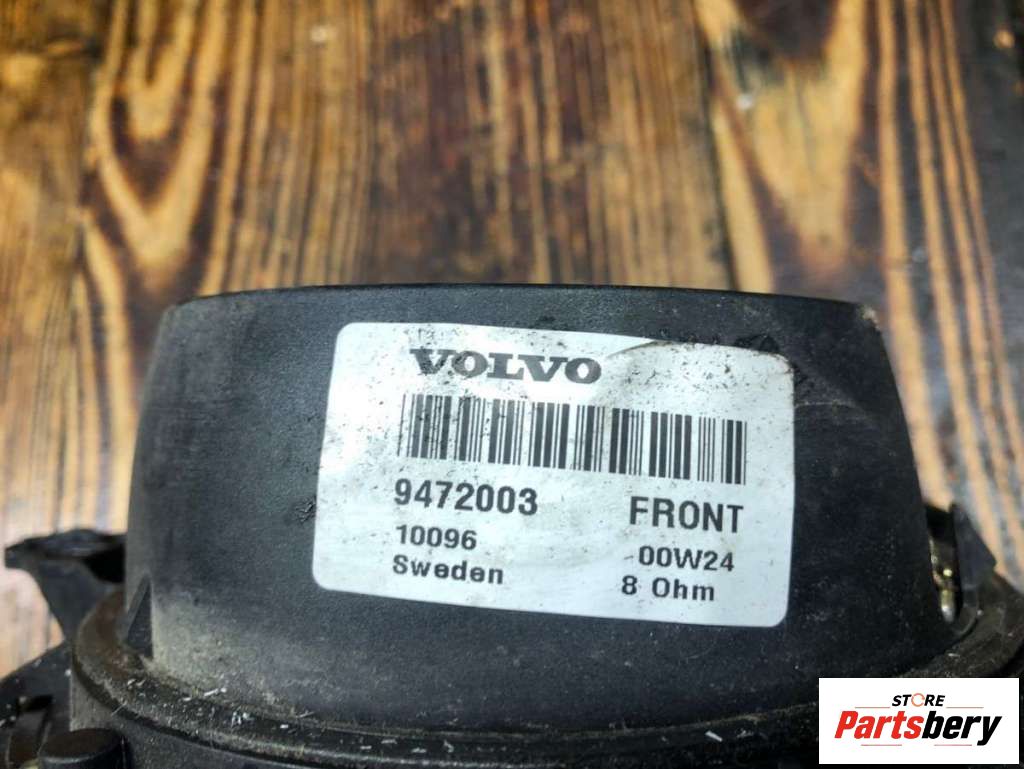 VOLVO
9472003 FRONT
10096 00W24
Sweden 8 Ohm
STORE
Partsbery